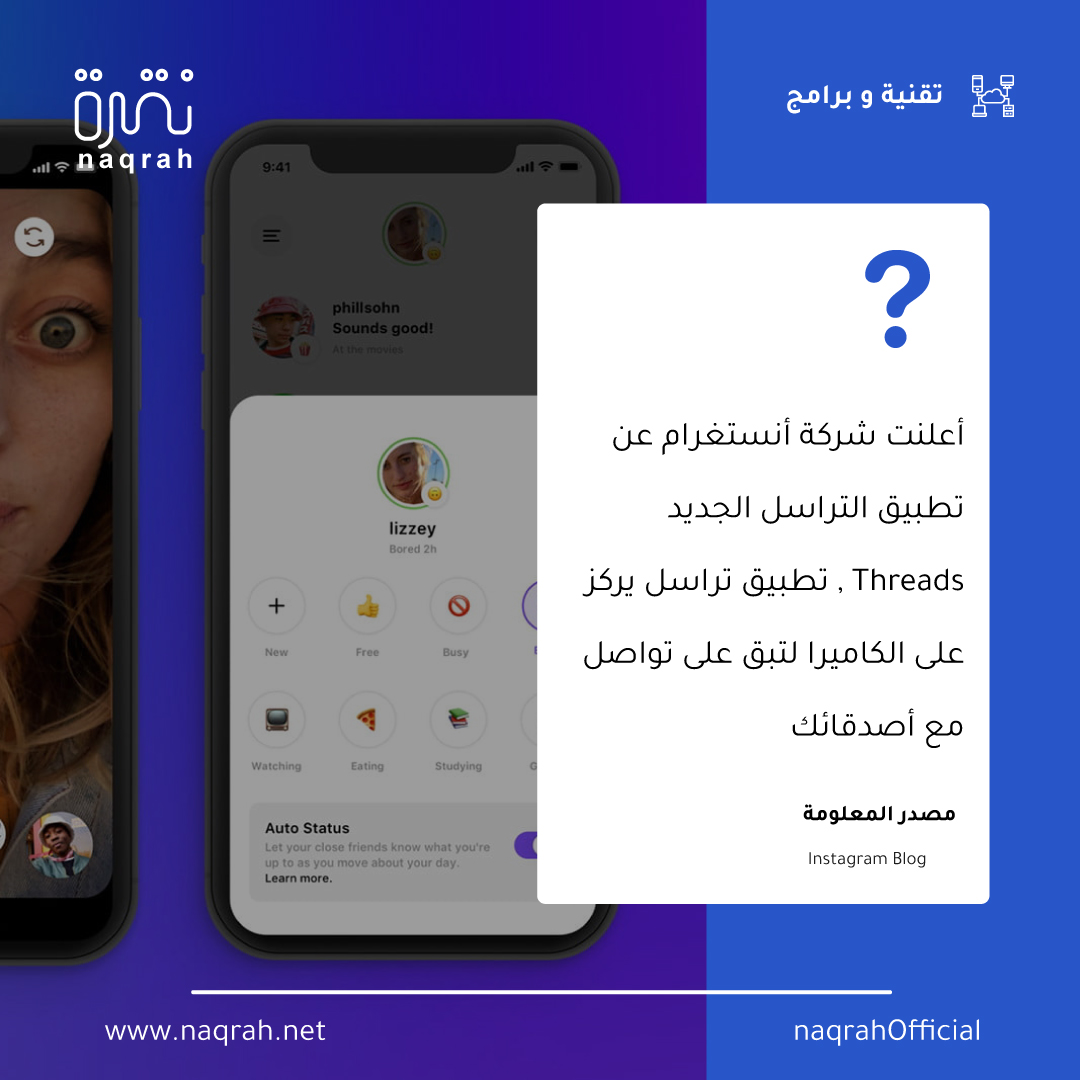 نقرة
naqrah
تقنية و برامج
9:41
phillsohn
Sounds good!
At the movies
lizzey
Bored 2h
New
Free
Busy
Watching
Eating
Studying
Auto Status
Let your close friends know what you're
up to as you move about your day.
Learn more.
?
أعلنت شركة أنستغرام عن
تطبيق التراسل الجديد
Threads , تطبيق تراسل يركز
على الكاميرا لتبق على تواصل
مع أصدقائك
مصدر المعلومة
Instagram Blog
www.naqrah.net
naqrahOfficial